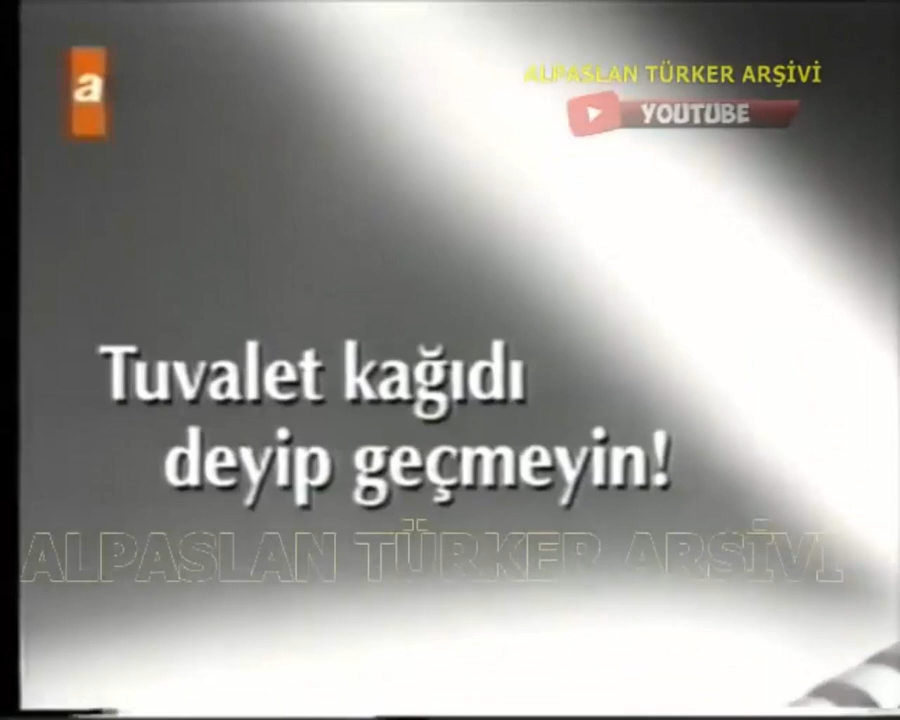 a
ALPASLAN TÜRKER ARŞİVİ
YOUTUBE
Tuvalet kağıdı
deyip geçmeyin!
ALPASLAN TÜRKER ARŞİVİ